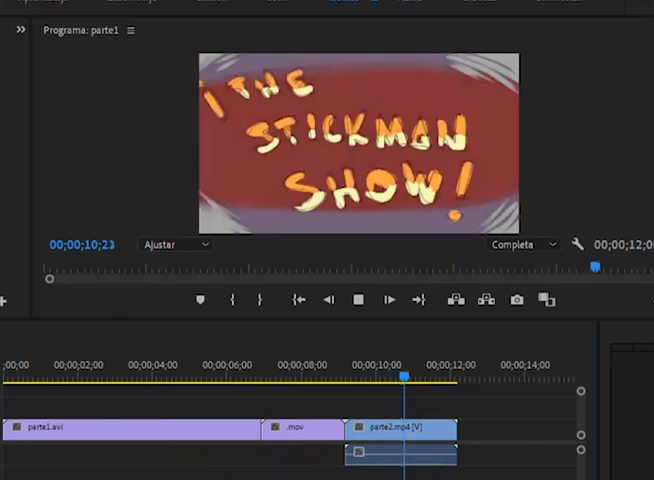 Programa: parte1
¡THE
STICKMAN
SHOW!
00;00;10;23
Ajustar
Completa
00;00;12;0
;00;00
00;00;02;00
00;00;04;00
00;00;06;00
00;00;08;00
00;00;10;00
00;00;12;00
00;00;14;00
parte1.avi
.mov
parte2.mp4 [V]